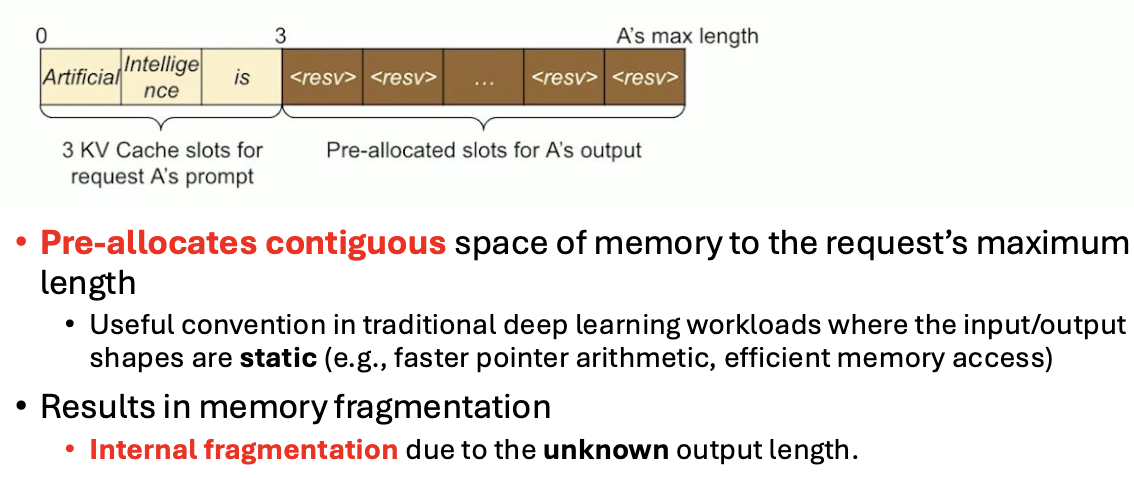 0 3 A's max length
Artificial Intellige nce is <resv> <resv> ... <resv> <resv>
3 KV Cache slots for
request A's prompt
Pre-allocated slots for A's output
• Pre-allocates contiguous space of memory to the request's maximum
length
• Useful convention in traditional deep learning workloads where the input/output
shapes are static (e.g., faster pointer arithmetic, efficient memory access)
• Results in memory fragmentation
• Internal fragmentation due to the unknown output length.